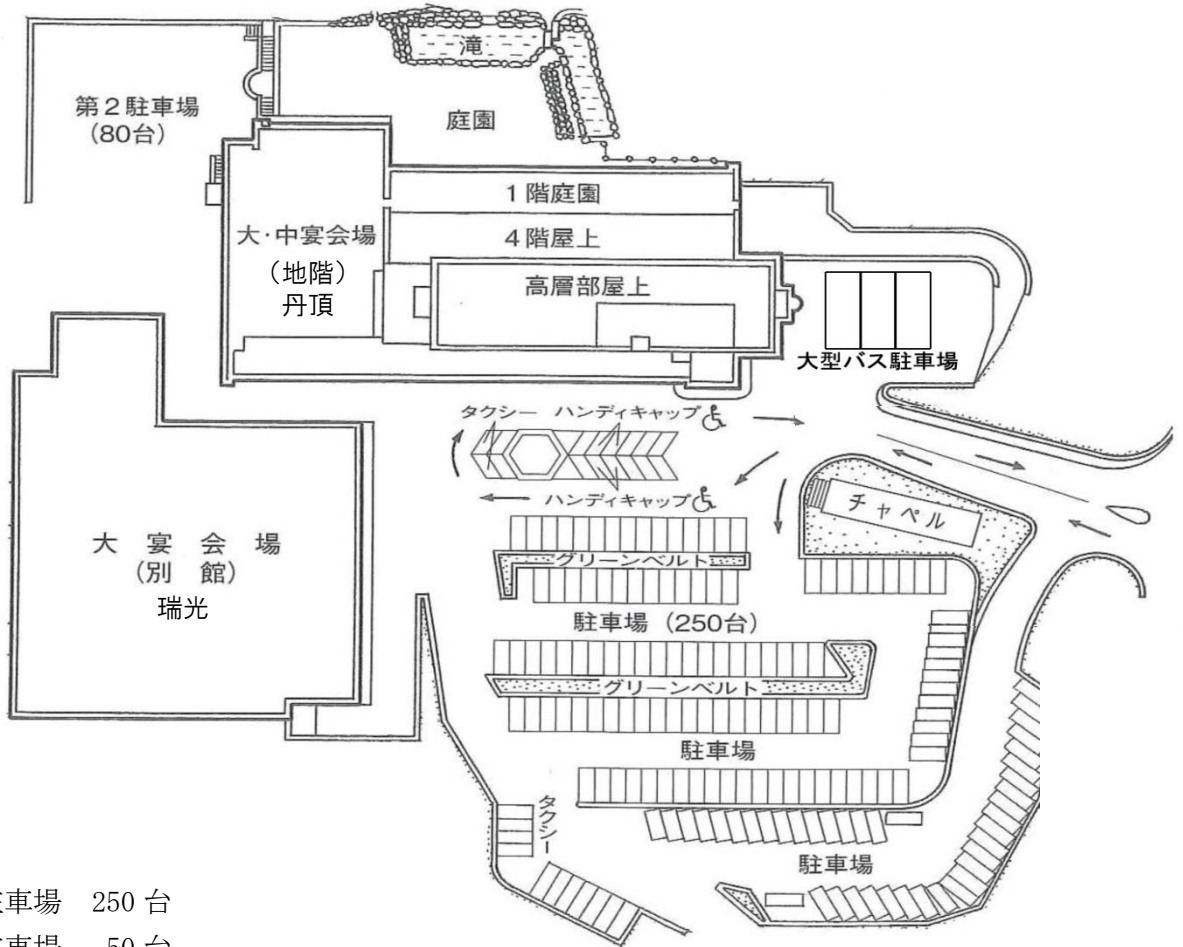 滝
第2駐車場
(80台)
庭園
1階庭園
大・中宴会場
(地階)
丹頂
4階屋上
高層部屋上
大型バス駐車場
タクシー ハンディキャップ
ハンディキャップ
チャペル
大宴会場
(別館)
瑞光
グリーンベルト
駐車場(250台)
グリーンベルト
駐車場
タクシー
駐車場
車場 250台
車場 50台